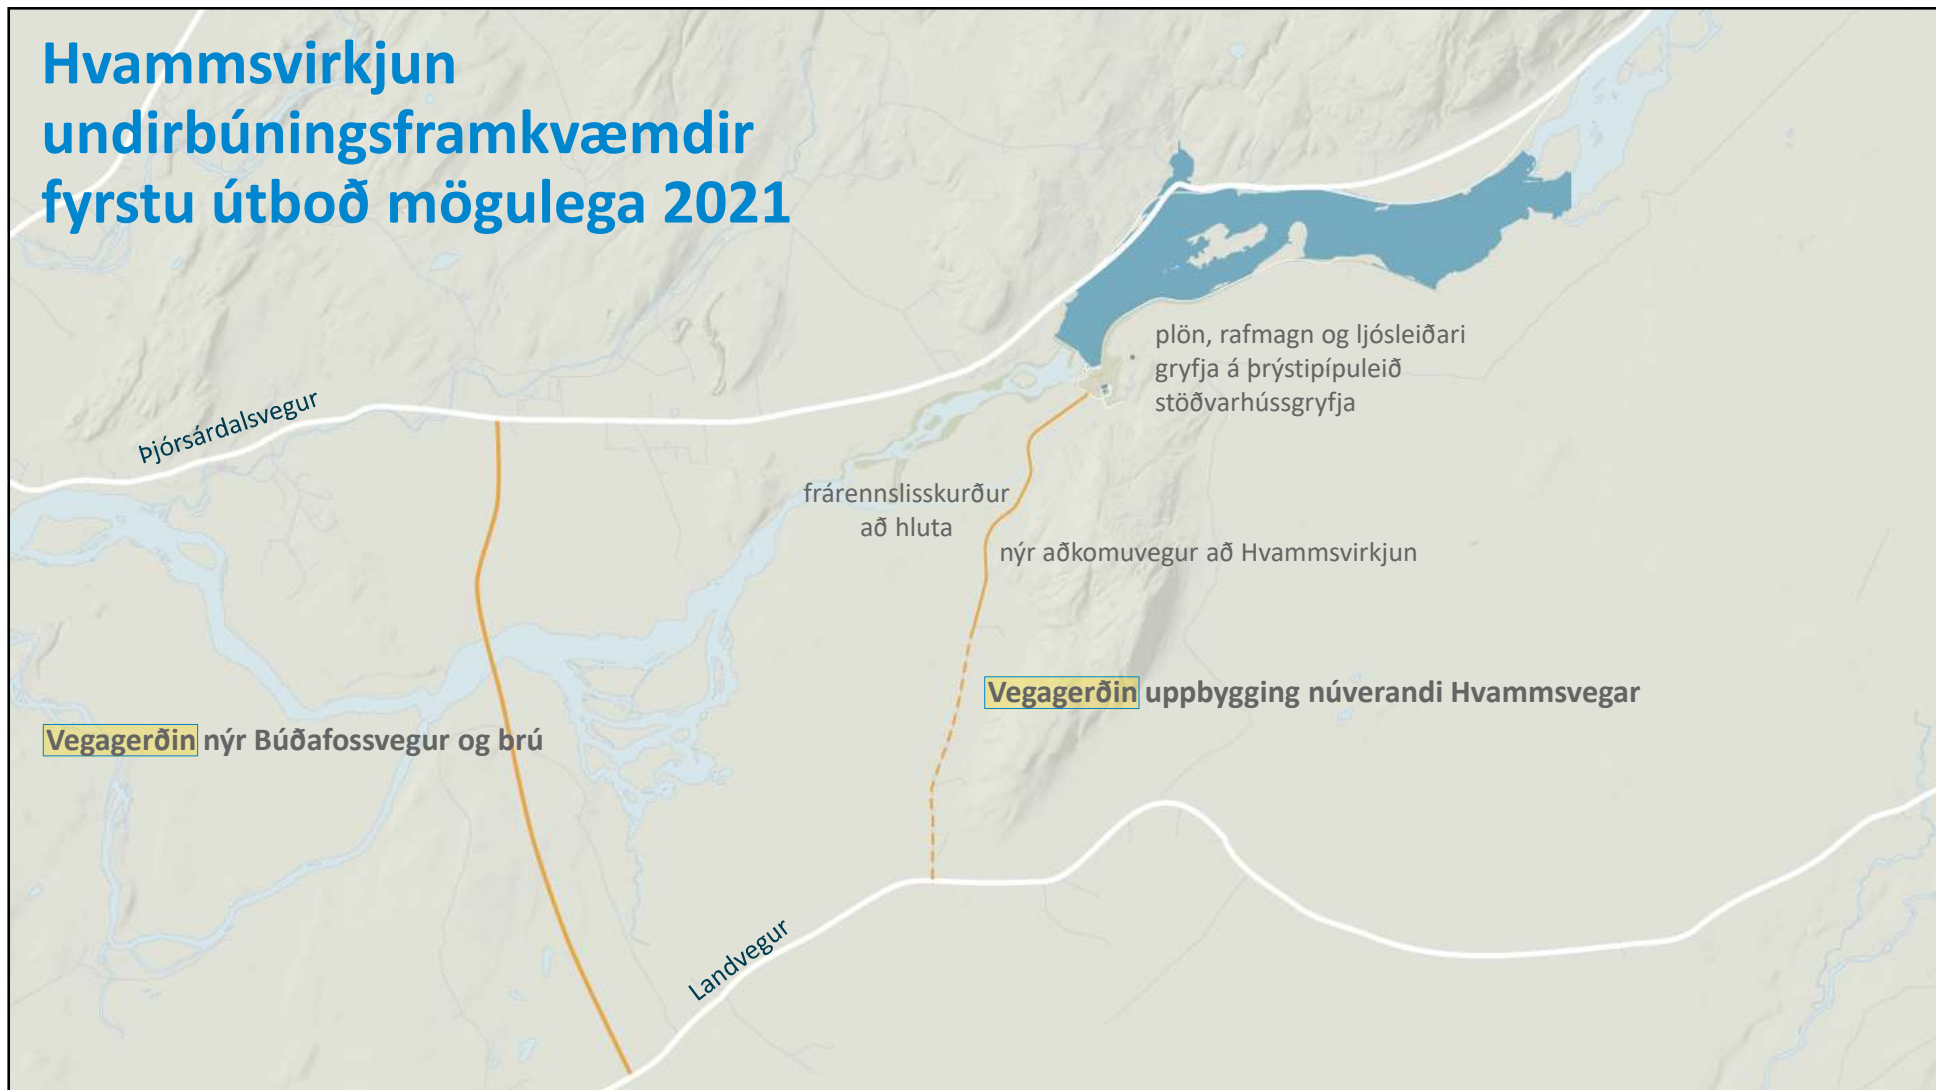 Hvammsvirkjun
undirbúningsframkvæmdir
fyrstu útboð mögulega 2021
plön, rafmagn og ljósleiðari
gryfja á þrýstipípuleið
stöðvarhússgryfja
Þjórsárdalsvegur
frárennslisskurður
að hluta
nýr aðkomuvegur að Hvammsvirkjun
Vegagerðin uppbygging núverandi Hvammsvegar
Vegagerðin nýr Búðafossvegur og brú
Landvegur